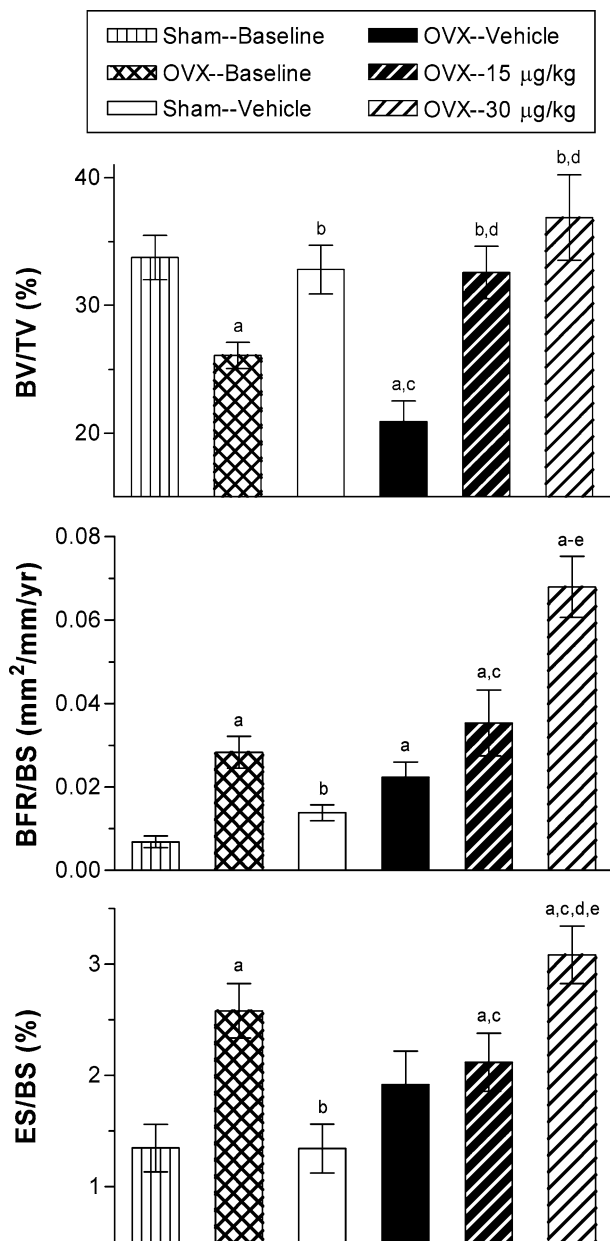 Sham--Baseline OVX--Vehicle
OVX--Baseline OVX--15 μg/kg
Sham--Vehicle OVX--30 μg/kg
BV/TV (%)
40
30
20
a
b
a,c
b,d
b,d
BFR/BS (mm²/mm/yr)
0.08
0.06
0.04
0.02
0.00
a
b
a
a,c
a-e
ES/BS (%)
3
2
1
a
b
a,c
a,c,d,e